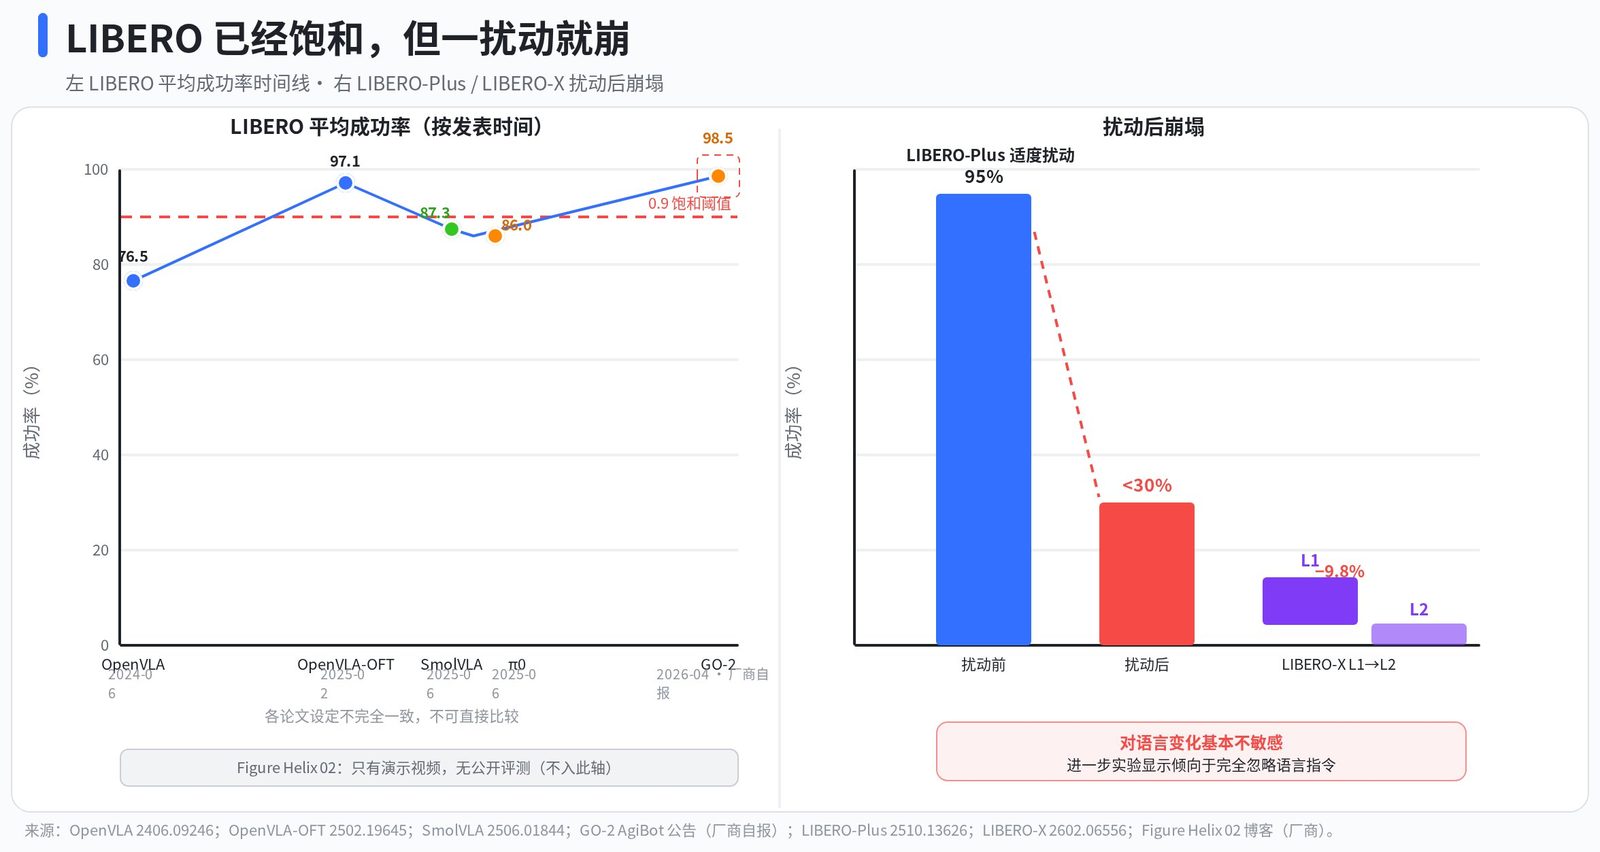 LIBERO 已经饱和，但一扰动就崩
左 LIBERO 平均成功率时间线・ 右 LIBERO-Plus / LIBERO-X 扰动后崩塌
LIBERO 平均成功率（按发表时间）
98.5
97.1
100
0.9 饱和阈值
87.3
86.0
76.5
80
60
成功率（%）
40
20
0
OpenVLA
OpenVLA-OFT
SmolVLA
π0
GO-2
2024-0
6
2025-0
2
2025-0
6
2025-0
6
2026-04 ・厂商自
报
各论文设定不完全一致，不可直接比较
Figure Helix 02：只有演示视频，无公开评测（不入此轴）
扰动后崩塌
LIBERO-Plus 适度扰动
95%
成功率（%）
<30%
L1
−9.8%
L2
扰动前
扰动后
LIBERO-X L1→L2
对语言变化基本不敏感
进一步实验显示倾向于完全忽略语言指令
来源：OpenVLA 2406.09246；OpenVLA-OFT 2502.19645；SmolVLA 2506.01844；GO-2 AgiBot 公告（厂商自报）；LIBERO-Plus 2510.13626；LIBERO-X 2602.06556；Figure Helix 02 博客（厂商）。